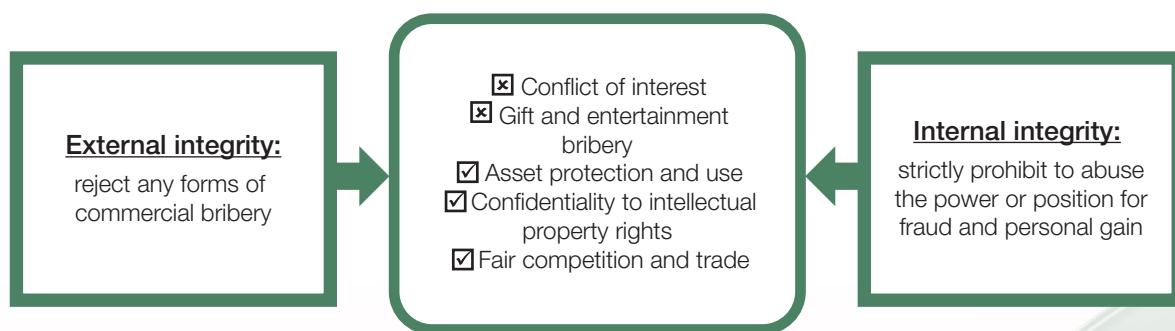 External integrity:
reject any forms of
commercial bribery
☒ Conflict of interest
☒ Gift and entertainment
bribery
☑ Asset protection and use
☑ Confidentiality to intellectual
property rights
☑ Fair competition and trade
Internal integrity:
strictly prohibit to abuse
the power or position for
fraud and personal gain